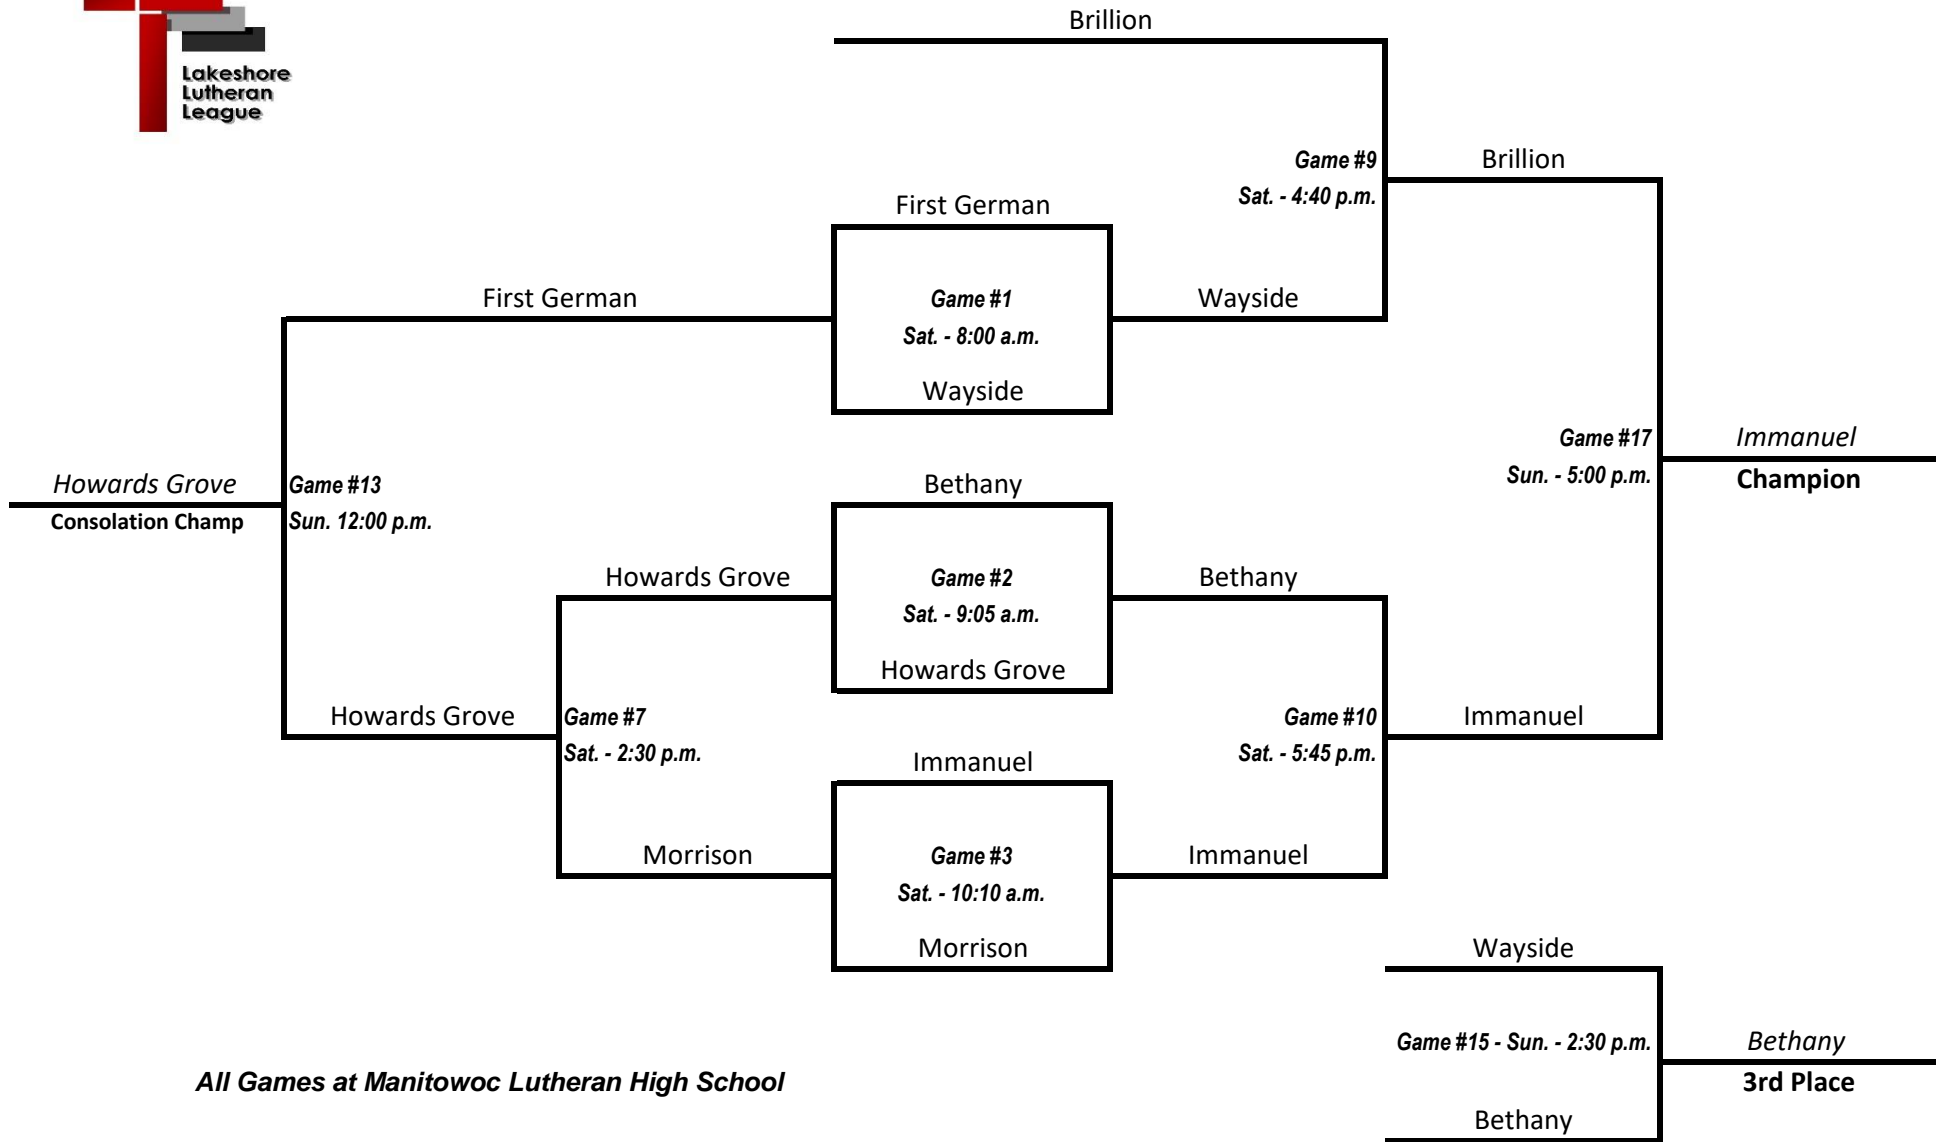 Lakeshore
Lutheran
League
Brillion
Game #9
Sat. - 4:40 p.m.
Brillion
First German
First German
Game #1
Sat. - 8:00 a.m.
Wayside
Wayside
Game #17
Sun. - 5:00 p.m.
Immanuel
Champion
Howards Grove
Consolation Champ
Game #13
Sun. 12:00 p.m.
Bethany
Howards Grove
Game #2
Sat. - 9:05 a.m.
Bethany
Howards Grove
Howards Grove
Game #7
Sat. - 2:30 p.m.
Game #10
Sat. - 5:45 p.m.
Immanuel
Immanuel
Morrison
Game #3
Sat. - 10:10 a.m.
Immanuel
Morrison
Wayside
Game #15 - Sun. - 2:30 p.m.
Bethany
3rd Place
All Games at Manitowoc Lutheran High School
Bethany